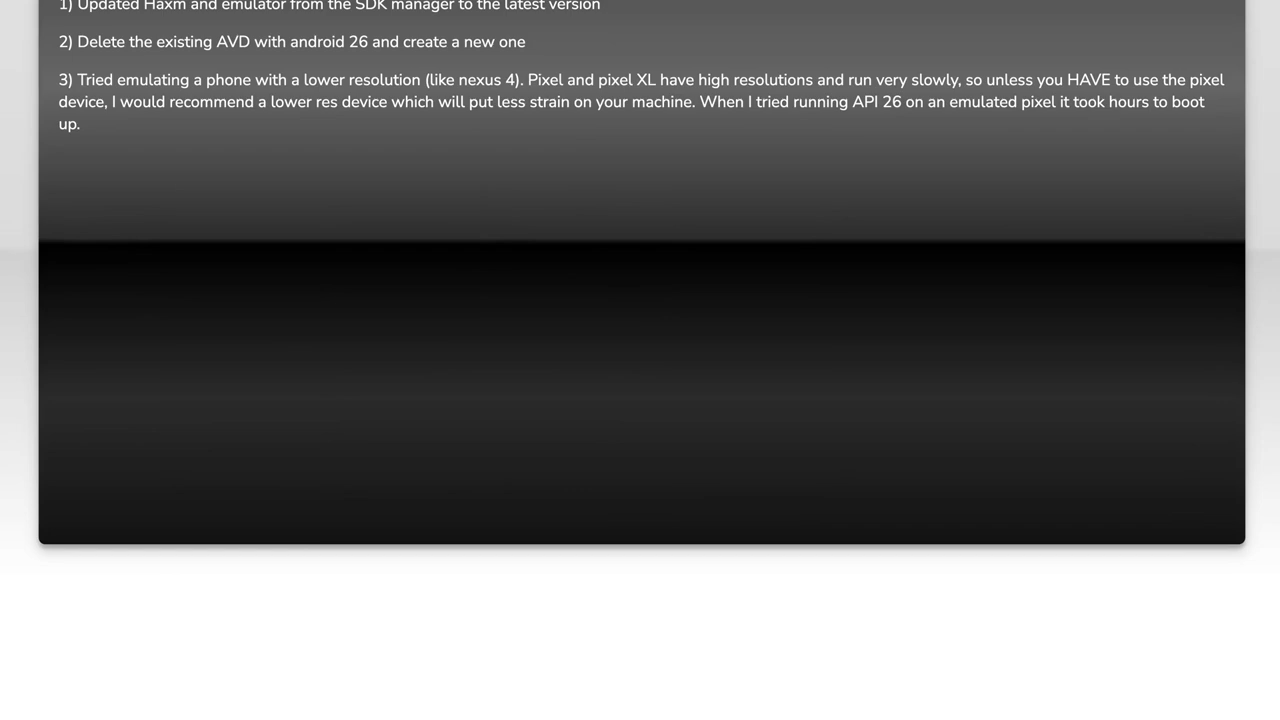 1) Updated Haxm and emulator from the SDK manager to the latest version
2) Delete the existing AVD with android 26 and create a new one
3) Tried emulating a phone with a lower resolution (like nexus 4). Pixel and pixel XL have high resolutions and run very slowly, so unless you HAVE to use the pixel
device, I would recommend a lower res device which will put less strain on your machine. When I tried running API 26 on an emulated pixel it took hours to boot
up.